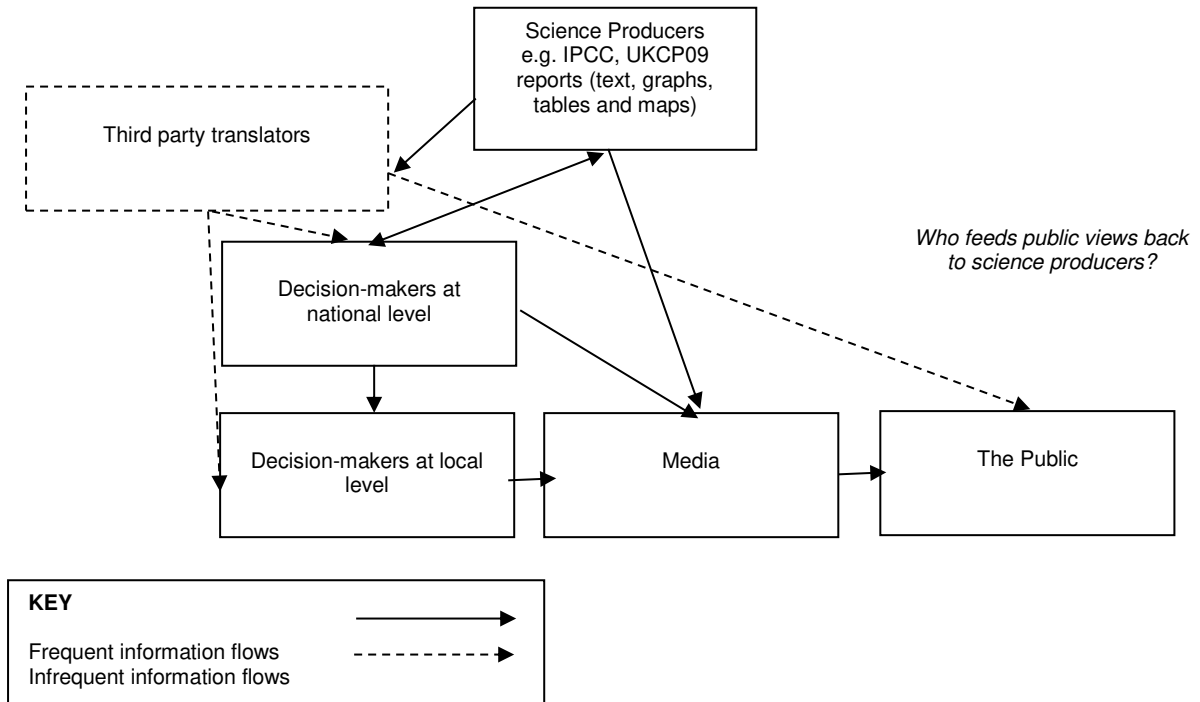 Science Producers
e.g. IPCC, UKCP09
reports (text, graphs,
tables and maps)
Third party translators
Who feeds public views back
to science producers?
Decision-makers at
national level
Decision-makers at local
level
Media
The Public
KEY
Frequent information flows
Infrequent information flows